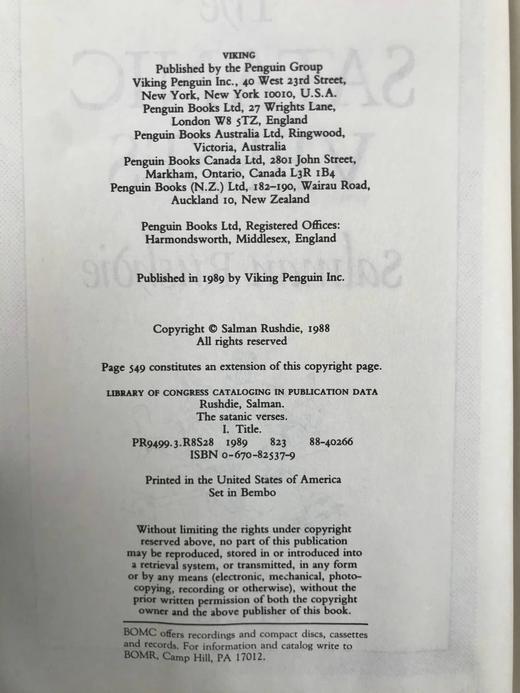 VIKING
Published by the Penguin Group
Viking Penguin Inc., 40 West 23rd Street,
New York, New York 10010, U.S.A.
Penguin Books Ltd, 27 Wrights Lane,
London W8 5TZ, England
Penguin Books Australia Ltd, Ringwood,
Victoria, Australia
Penguin Books Canada Ltd, 2801 John Street,
Markham, Ontario, Canada L3R 1B4
Penguin Books (N.Z.) Ltd, 182–190, Wairau Road,
Auckland 10, New Zealand
Penguin Books Ltd, Registered Offices:
Harmondsworth, Middlesex, England
Published in 1989 by Viking Penguin Inc.
Copyright © Salman Rushdie, 1988
All rights reserved
Page 549 constitutes an extension of this copyright page.
LIBRARY OF CONGRESS CATALOGING IN PUBLICATION DATA
Rushdie, Salman.
The satanic verses.
I. Title.
PR9499.3.R8S28 1989 823 88-40266
ISBN 0-670-82537-9
Printed in the United States of America
Set in Bembo
Without limiting the rights under copyright
reserved above, no part of this publication
may be reproduced, stored in or introduced into
a retrieval system, or transmitted, in any form
or by any means (electronic, mechanical, photo-
copying, recording or otherwise), without the
prior written permission of both the copyright
owner and the above publisher of this book.
BOMC offers recordings and compact discs, cassettes
and records. For information and catalog write to
BOMR, Camp Hill, PA 17012.